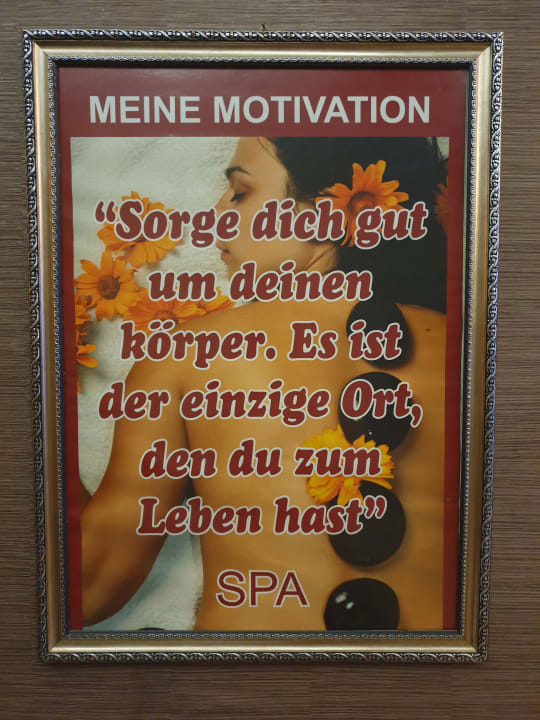 MEINE MOTIVATION
“Sorge dich gut
um deinen
körper. Es ist
der einzige Ort,
den du zum
Leben hast”
SPA